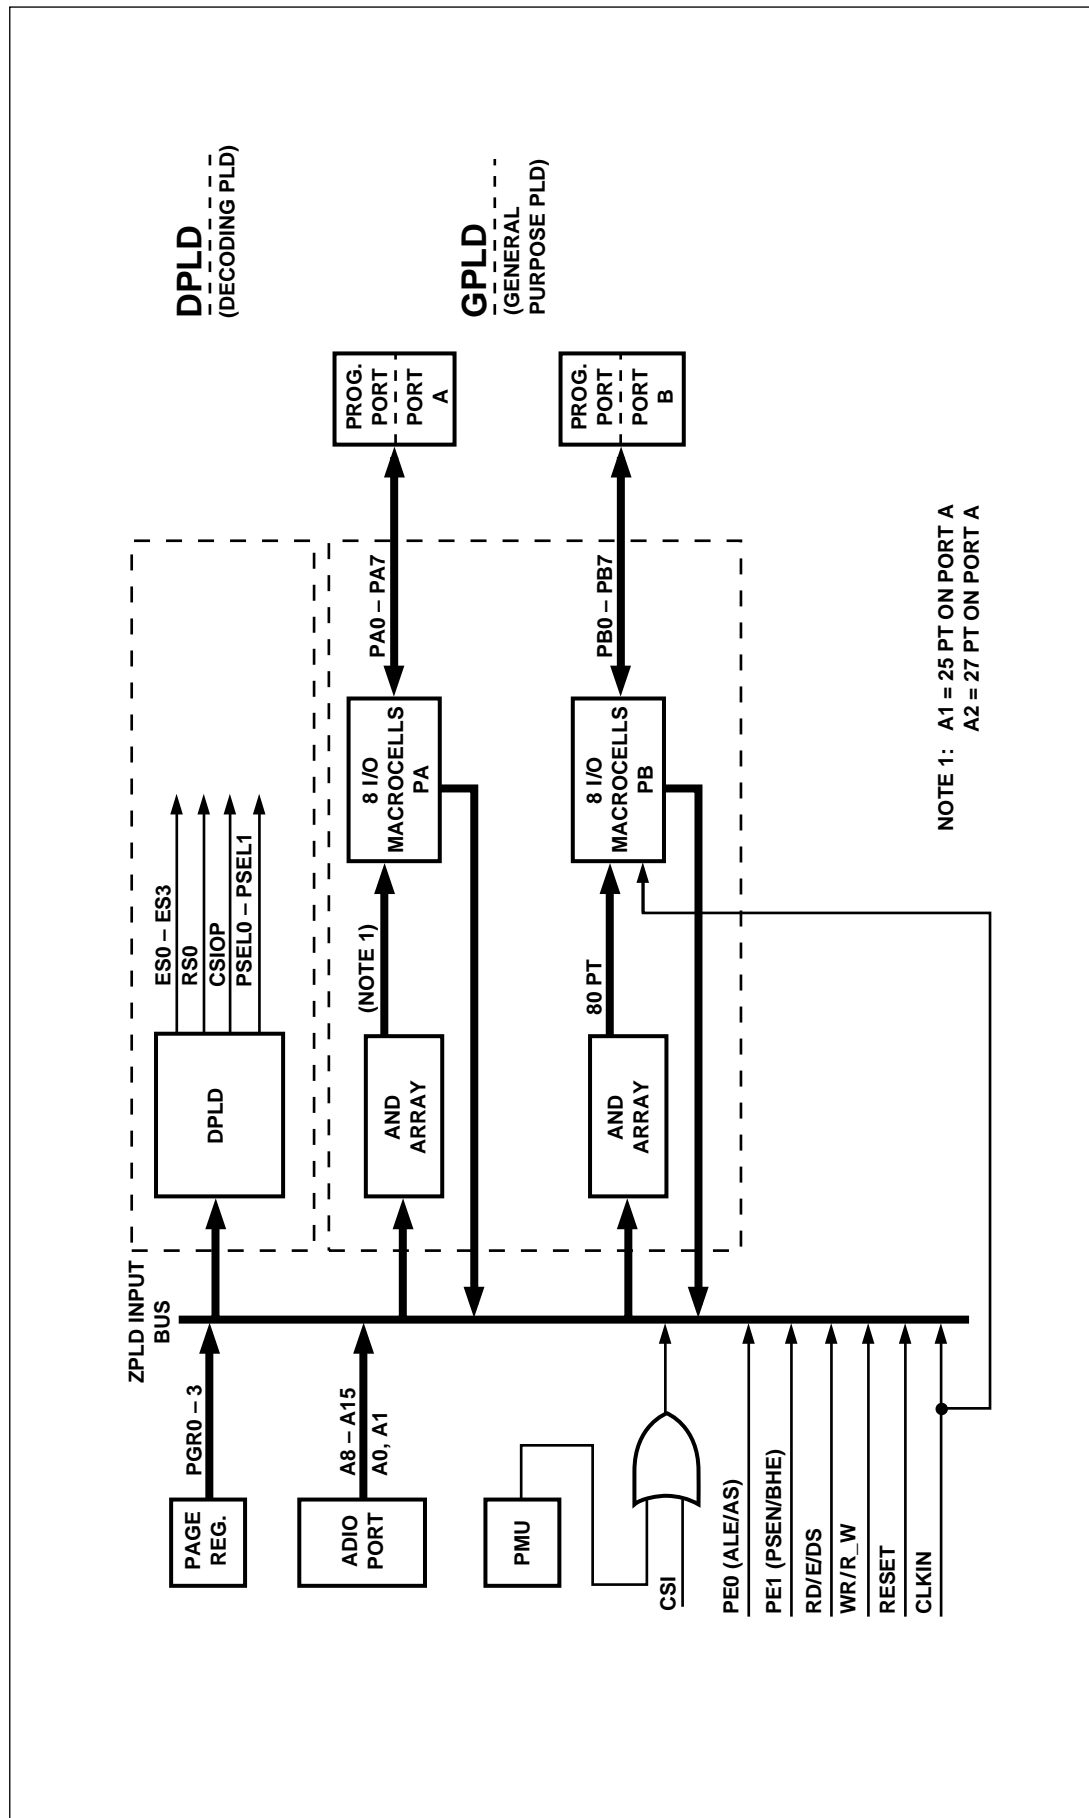 ZPLD INPUT
BUS
PAGE
REG.
PGR0 – 3
ADIO
PORT
A8 – A15
A0, A1
PMU
CSI
PE0 (ALE/AS)
PE1 (PSEN/BHE)
RD/E/DS
WR/R_W
RESET
CLKIN
DPLD
ES0 – ES3
RS0
CSIOP
PSEL0 – PSEL1
AND
ARRAY
(NOTE 1)
8 I/O
MACROCELLS
PA
PA0 – PA7
PROG.
PORT
PORT
A
AND
ARRAY
80 PT
8 I/O
MACROCELLS
PB
PB0 – PB7
PROG.
PORT
PORT
B
DPLD
(DECODING PLD)
GPLD
(GENERAL
PURPOSE PLD)
NOTE 1: A1 = 25 PT ON PORT A
A2 = 27 PT ON PORT A